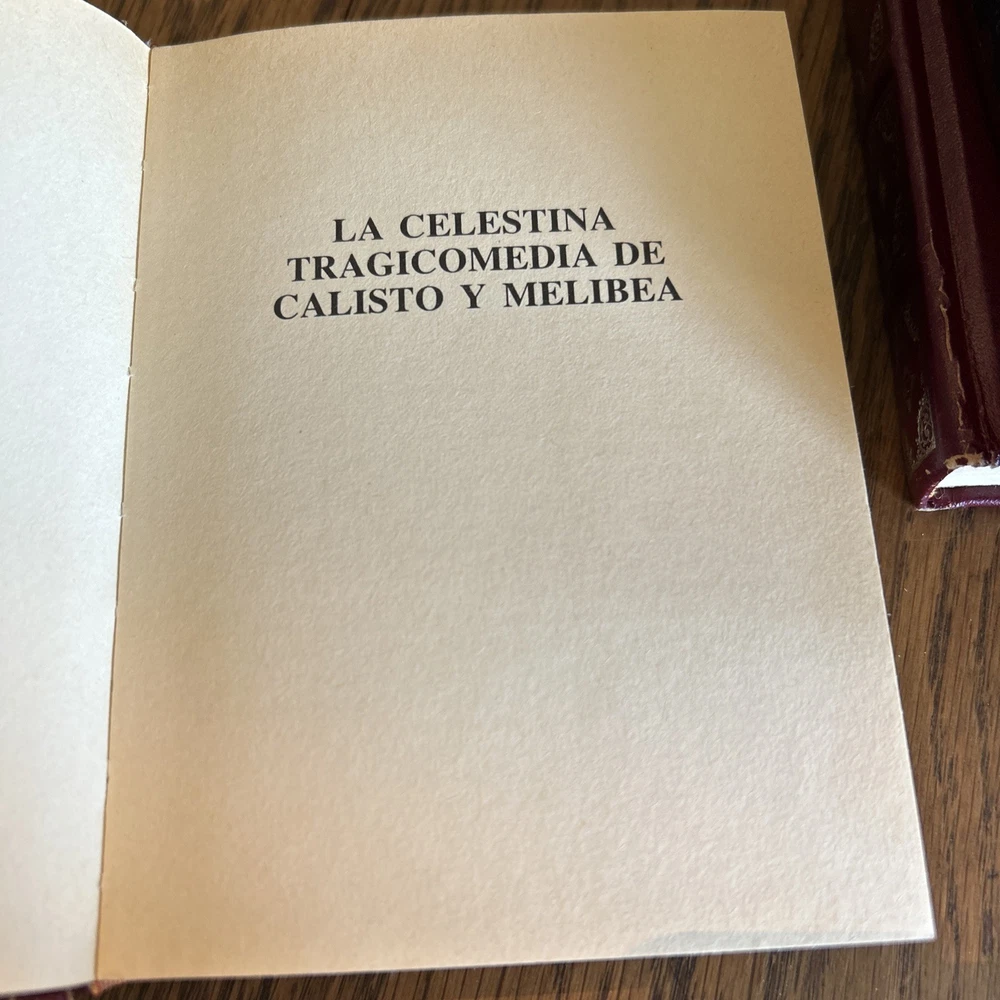 LA CELESTINA
TRAGICOMEDIA DE
CALISTO Y MELIBEA